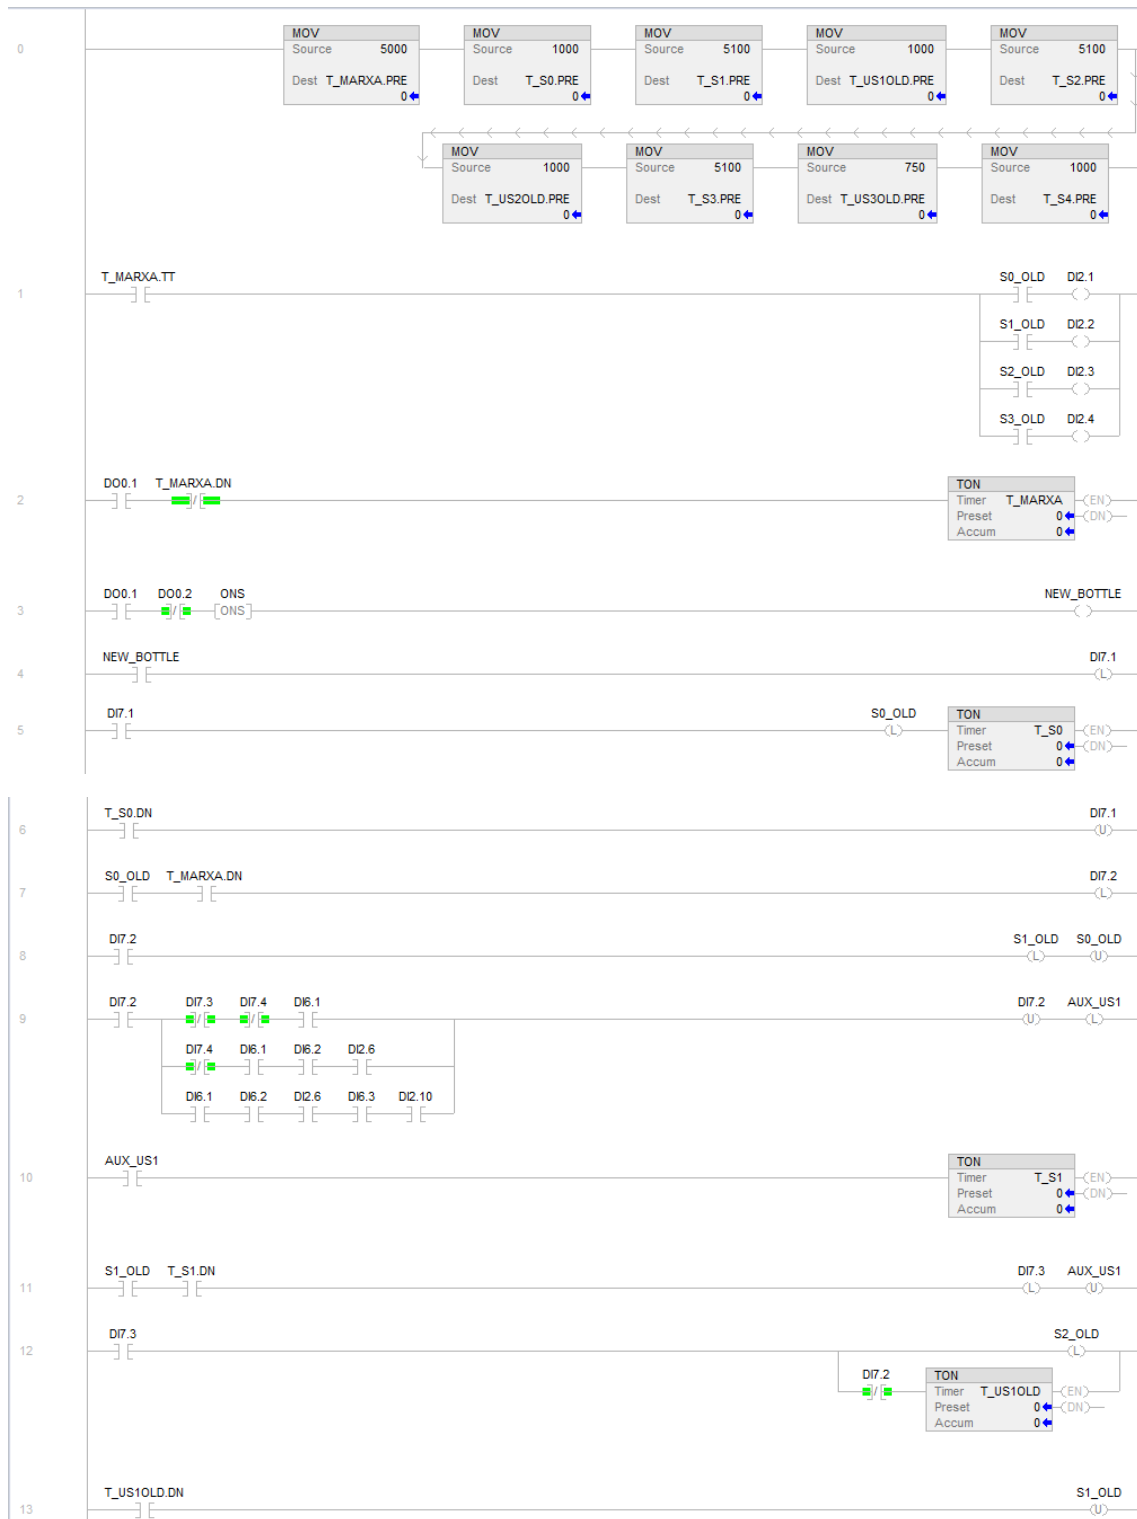 0
MOV
Source 5000
Dest T_MARXA.PRE
0
MOV
Source 1000
Dest T_S0.PRE
0
MOV
Source 5100
Dest T_S1.PRE
0
MOV
Source 1000
Dest T_US1OLD.PRE
0
MOV
Source 5100
Dest T_S2.PRE
0
MOV
Source 1000
Dest T_US2OLD.PRE
0
MOV
Source 5100
Dest T_S3.PRE
0
MOV
Source 750
Dest T_US3OLD.PRE
0
MOV
Source 1000
Dest T_S4.PRE
0
1
T_MARXA.TT
S0_OLD DI2.1
S1_OLD DI2.2
S2_OLD DI2.3
S3_OLD DI2.4
2
DO0.1 T_MARXA.DN
TON
Timer T_MARXA (EN)
Preset 0 (DN)
Accum 0
3
DO0.1 DO0.2 ONS NEW_BOTTLE
[ONS]
4
NEW_BOTTLE DI7.1
(L)
5
DI7.1 S0_OLD
(L)
TON
Timer T_S0 (EN)
Preset 0 (DN)
Accum 0
6
T_S0.DN DI7.1
(U)
7
S0_OLD T_MARXA.DN DI7.2
(L)
8
DI7.2 S1_OLD S0_OLD
(L) (U)
9
DI7.2 DI7.3 DI7.4 DI6.1 DI7.2 AUX_US1
(U) (L)
DI7.4 DI6.1 DI6.2 DI2.6
DI6.1 DI6.2 DI2.6 DI6.3 DI2.10
10
AUX_US1
TON
Timer T_S1 (EN)
Preset 0 (DN)
Accum 0
11
S1_OLD T_S1.DN DI7.3 AUX_US1
(L) (U)
12
DI7.3 S2_OLD
(L)
DI7.2
TON
Timer T_US1OLD (EN)
Preset 0 (DN)
Accum 0
13
T_US1OLD.DN S1_OLD
(U)